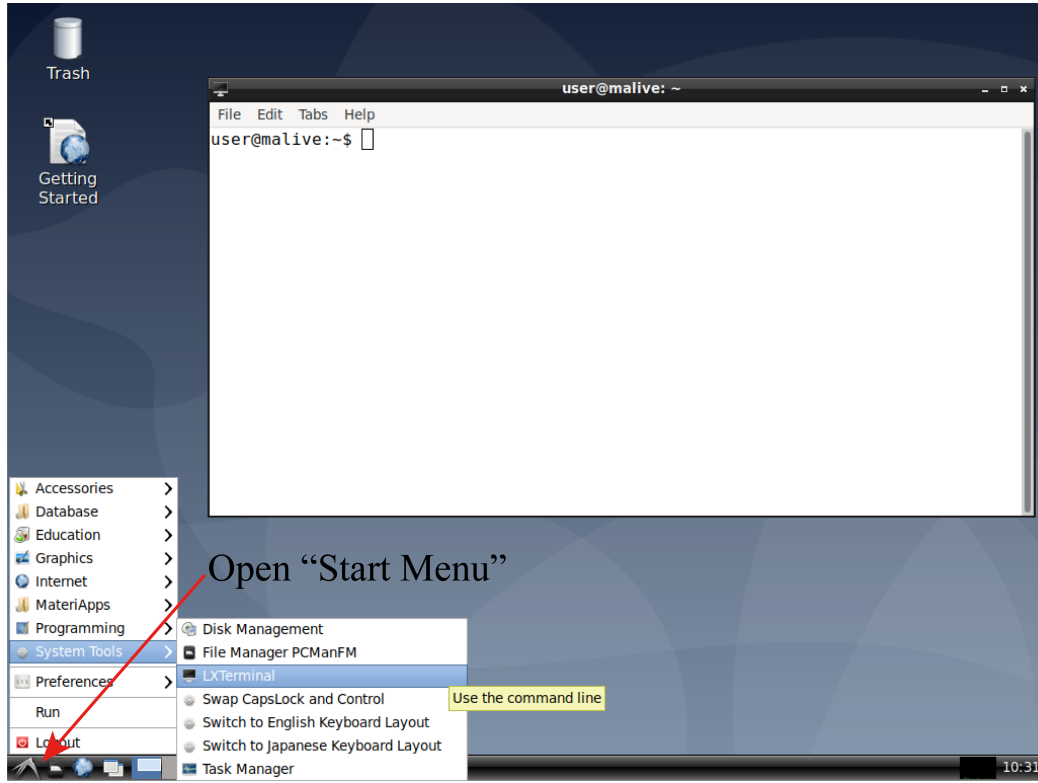 Trash
Getting
Started
user@malive: ~
File Edit Tabs Help
user@malive:~$
Accessories
Database
Education
Graphics
Internet
MateriApps
Programming
System Tools
Preferences
Run
Logout
Open “Start Menu”
Disk Management
File Manager PCManFM
LXTerminal
Use the command line
Swap CapsLock and Control
Switch to English Keyboard Layout
Switch to Japanese Keyboard Layout
Task Manager
10:31